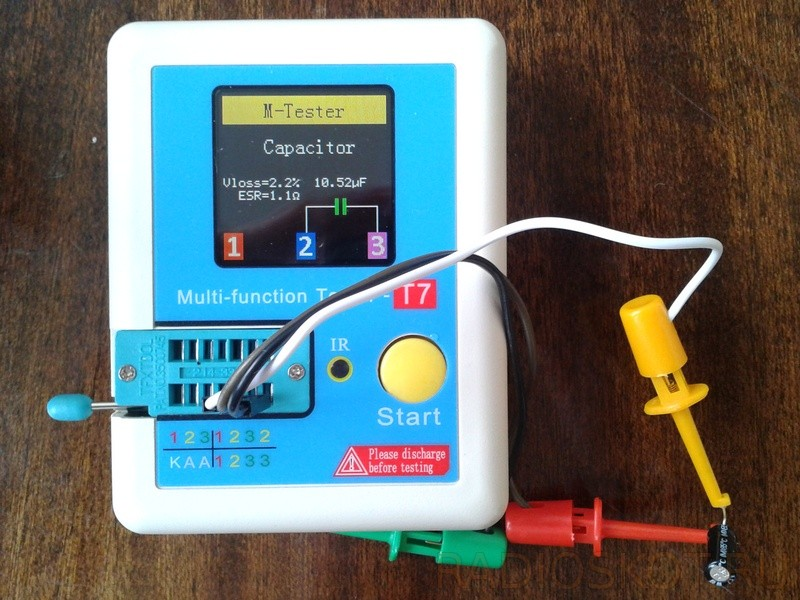 M-Tester
Capacitor
Vloss=2.2% 10.52µF
ESR=1.1Ω
1 2 3
Multi-function T - T7
IR
Start
1 2 3 1 2 3 2
K A A 1 2 3 3
Please discharge
before testing